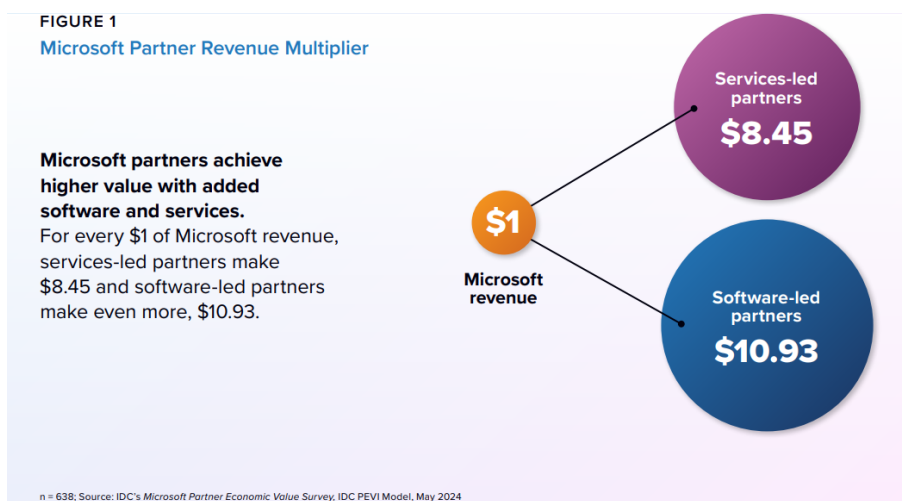 FIGURE 1
Microsoft Partner Revenue Multiplier
Microsoft partners achieve
higher value with added
software and services.
For every $1 of Microsoft revenue,
services-led partners make
$8.45 and software-led partners
make even more, $10.93.
$1
Microsoft
revenue
Services-led
partners
$8.45
Software-led
partners
$10.93
n = 638; Source: IDC's Microsoft Partner Economic Value Survey, IDC PEVI Model, May 2024